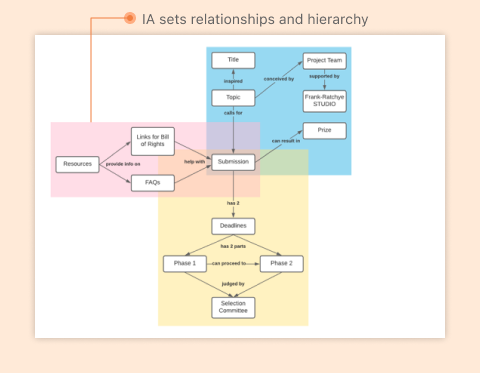 IA sets relationships and hierarchy
Title
Project Team
inspired
conceived by
supported by
Topic
Frank-Ratchye
STUDIO
calls for
Prize
can result in
Links for Bill
of Rights
Resources
provide info on
help with
Submission
FAQs
has 2
Deadlines
has 2 parts
Phase 1
can proceed to
Phase 2
judged by
Selection
Committee